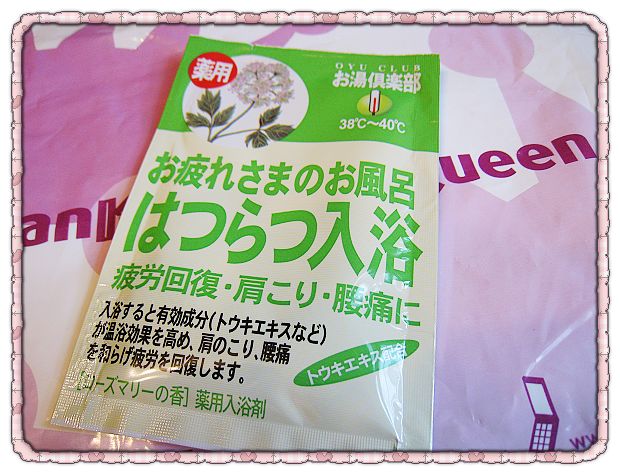 薬用
OYU CLUB
お湯倶楽部
38℃〜40℃
お疲れさまのお風呂
はつらつ入浴
疲労回復・肩こり・腰痛に
入浴すると有効成分(トウキエキスなど)
が温浴効果を高め、肩のこり、腰痛
を和らげ疲労を回復します。
トウキエキス配合
[ローズマリーの香] 薬用入浴剤
an
ueen